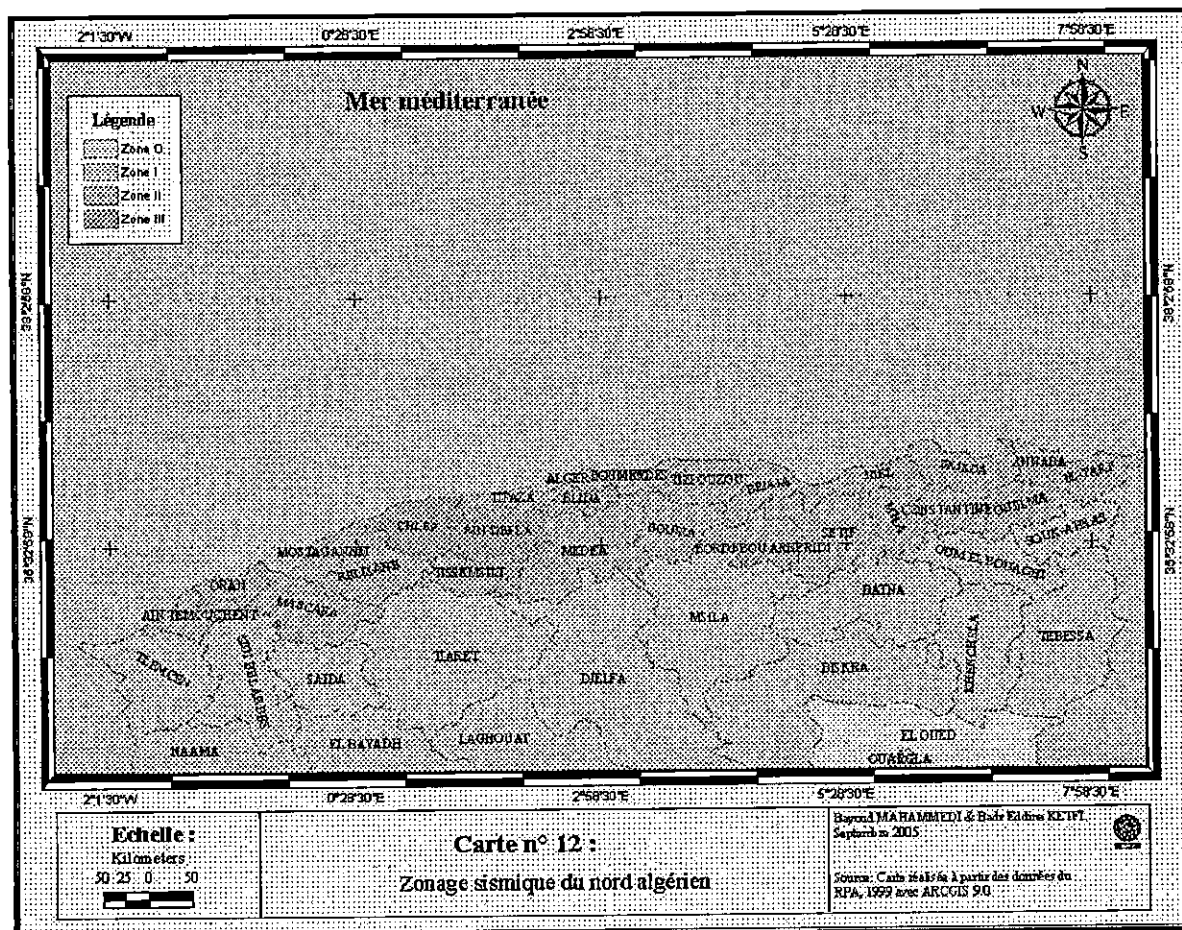 2°1'30"W 0°28'30"E 2°58'30"E 5°28'30"E 7°58'30"E
Mer méditerranée
N
W E
S
Légende
Zone O
Zone I
Zone II
Zone III
ALGER BOUMERDES TIZI OUZOU BEJAIA JIJEL SKIKDA ANNABA EL TARF
TIPAZA BLIDA
CHLEF AIN DEFLA MEDEA BOUIRA BORDJ BOU ARRERIDJ SETIF MILA CONSTANTINE GUELMA SOUK AHRAS
MOSTAGANEM RELIZANE TISSEMSILT OUM EL BOUAGHI
ORAN MASCARA BATNA
AIN TEMOUCHENT MSILA
TLEMCEN SIDI BEL ABBES SAIDA TIARET DJELFA BISKRA KHENCHELA TEBESSA
NAAMA EL BAYADH LAGHOUAT EL OUED
OUARGLA
2°1'30"W 0°28'30"E 2°58'30"E 5°28'30"E 7°58'30"E
Echelle :
Kilometers
50 25 0 50
Carte n° 12 :
Zonage sismique du nord algérien
Septembre 2005
Source: Carte réalisée à partir des données du
RPA, 1999 avec ARCGIS 9.0